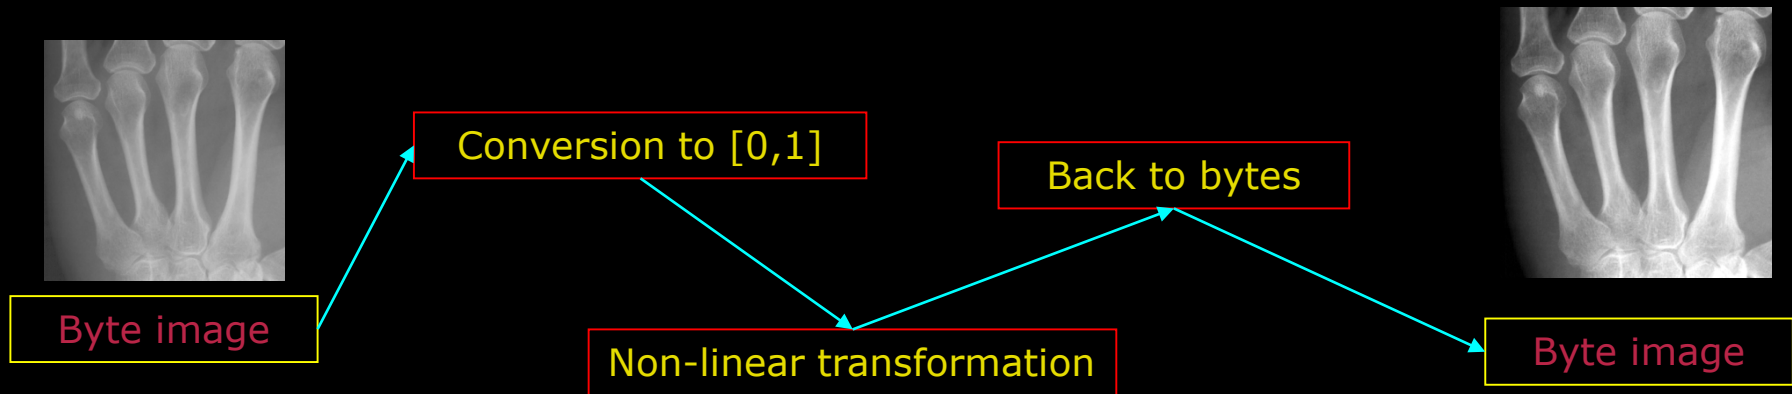 Byte image
Conversion to [0,1]
Non-linear transformation
Back to bytes
Byte image